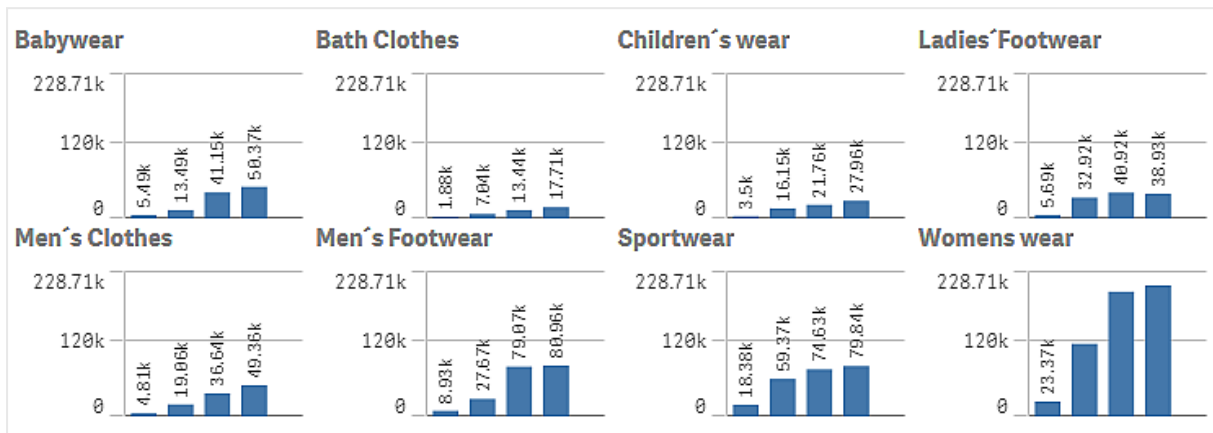 Babywear
228.71k
120k
0
5.49k
13.49k
41.15k
50.37k
Bath Clothes
228.71k
120k
0
1.88k
7.04k
13.44k
17.71k
Children´s wear
228.71k
120k
0
3.5k
16.15k
21.76k
27.96k
Ladies´Footwear
228.71k
120k
0
5.69k
32.92k
40.92k
38.93k
Men´s Clothes
228.71k
120k
0
4.81k
19.06k
36.64k
49.36k
Men´s Footwear
228.71k
120k
0
8.93k
27.67k
79.07k
80.96k
Sportwear
228.71k
120k
0
18.38k
59.37k
74.63k
79.84k
Womens wear
228.71k
120k
0
23.37k